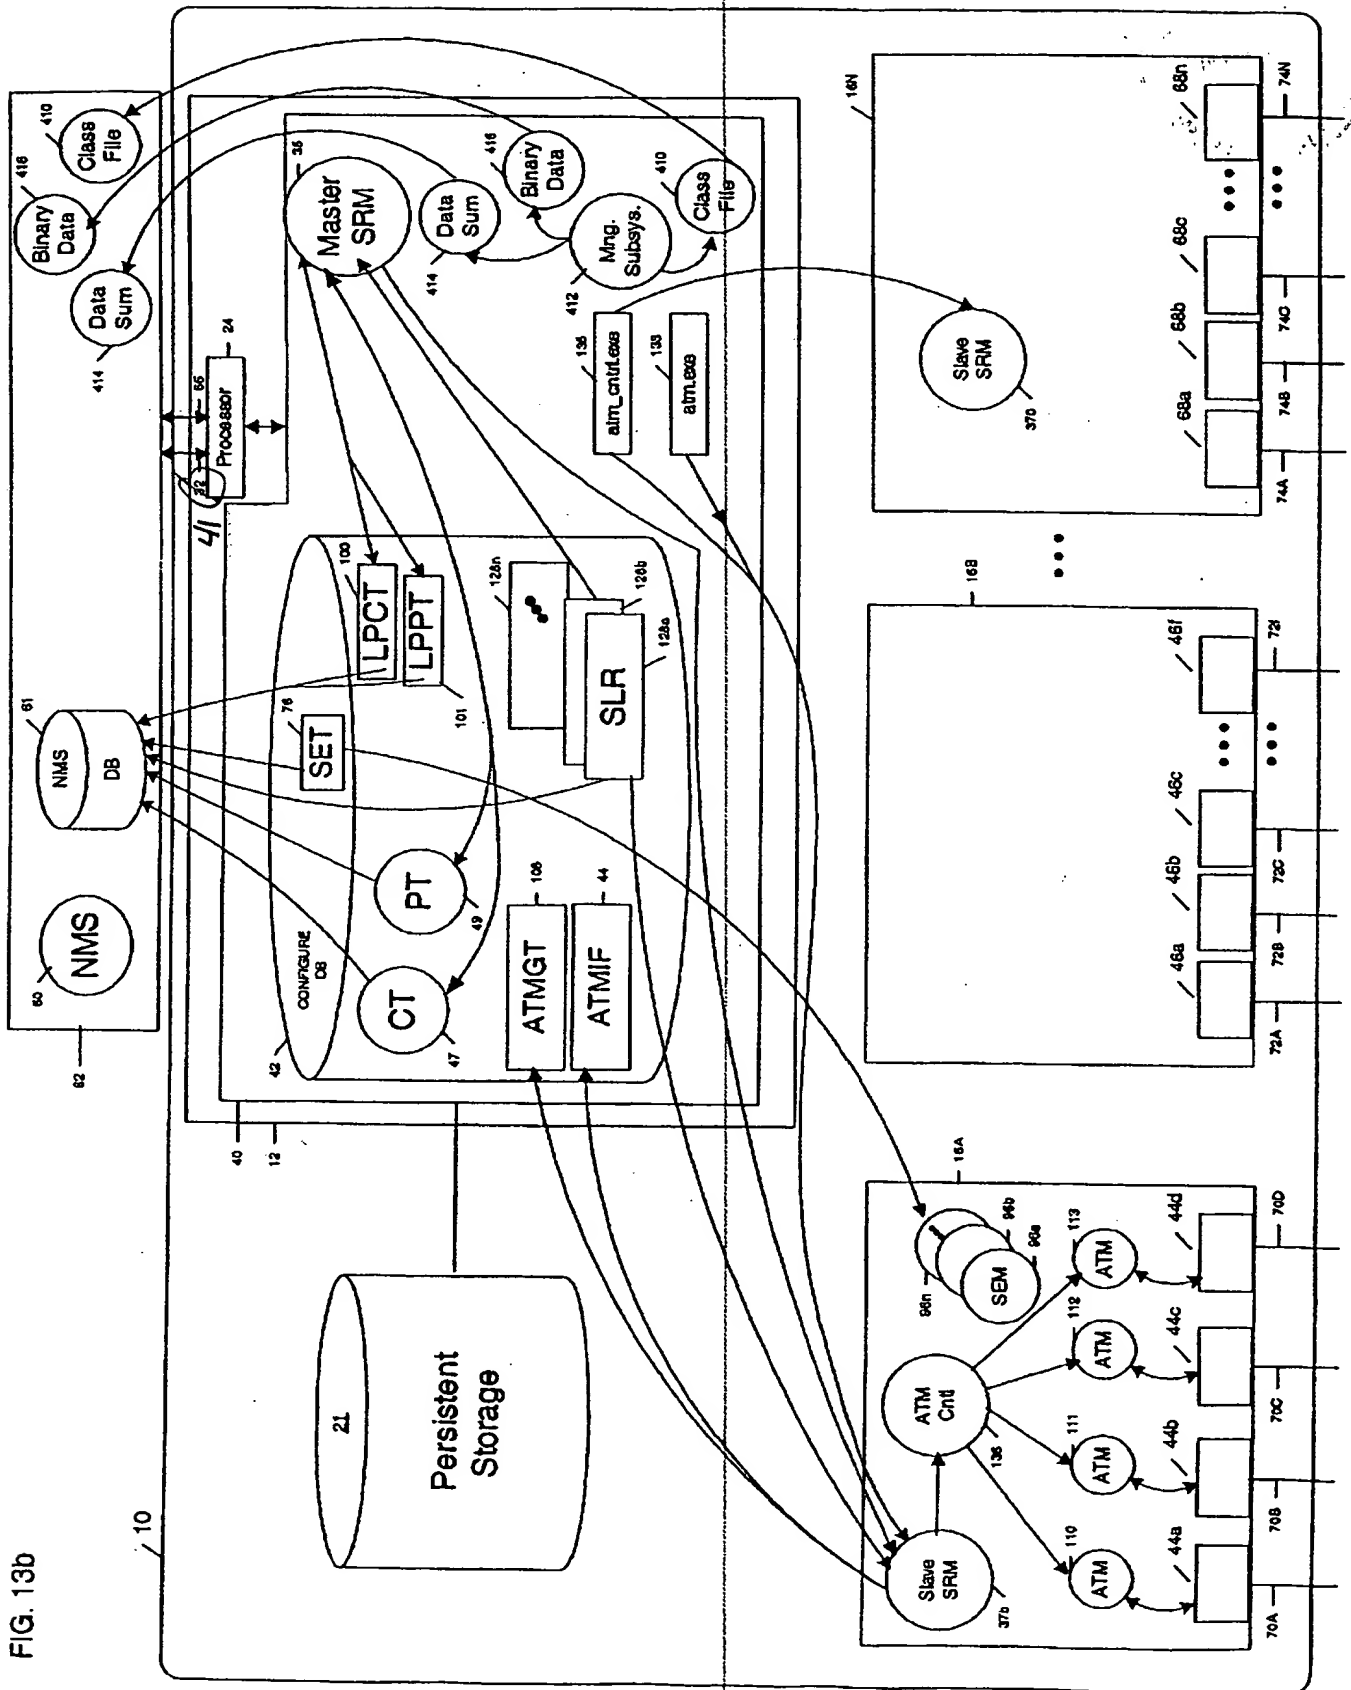 FIG. 13b
10
62
60
NMS
61
NMS
DB
414
Data
Sum
416
Binary
Data
410
Class
File
40
12
42
CONFIGURE
DB
CT
47
PT
49
76
SET
100
LPCT
LPPT
101
41
32
66
Processor
24
35
Master
SRM
Data
Sum
414
416
Binary
Data
Mng.
Subsys.
412
410
Class
File
136
atm_cntrl.exe
133
atm.exe
128n
128b
128a
SLR
ATMGT
108
ATMIF
44
21
Persistent
Storage
16A
Slave
SRM
37b
ATM
Cntl
136
96n
96b
96a
SEM
110
ATM
111
ATM
112
ATM
113
ATM
44a
44b
44c
44d
70A
70B
70C
70D
16B
46a
46b
46c
46f
72A
72B
72C
72f
16N
Slave
SRM
370
68a
68b
68c
68n
74A
74B
74C
74N